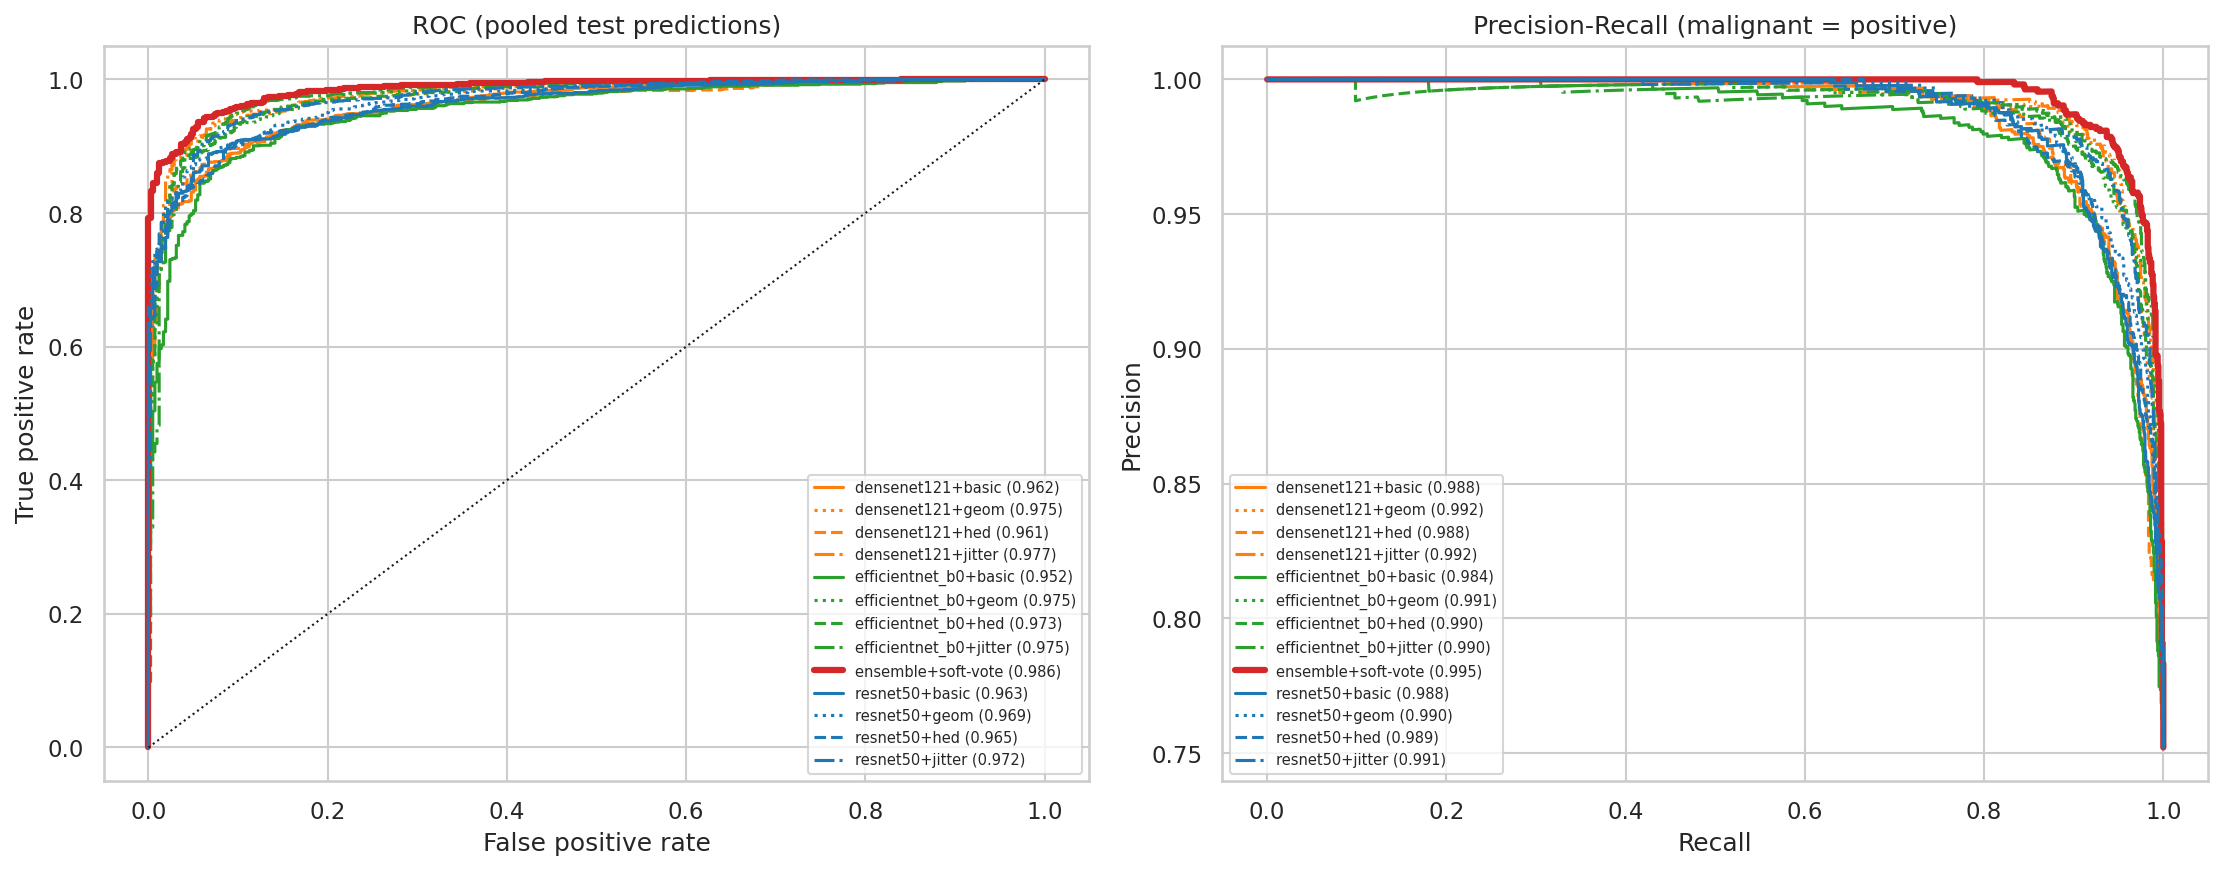 ROC (pooled test predictions)
1.0
0.8
0.6
0.4
0.2
0.0
True positive rate
0.0 0.2 0.4 0.6 0.8 1.0
False positive rate
densenet121+basic (0.962)
densenet121+geom (0.975)
densenet121+hed (0.961)
densenet121+jitter (0.977)
efficientnet_b0+basic (0.952)
efficientnet_b0+geom (0.975)
efficientnet_b0+hed (0.973)
efficientnet_b0+jitter (0.975)
ensemble+soft-vote (0.986)
resnet50+basic (0.963)
resnet50+geom (0.969)
resnet50+hed (0.965)
resnet50+jitter (0.972)
Precision-Recall (malignant = positive)
1.00
0.95
0.90
0.85
0.80
0.75
Precision
0.0 0.2 0.4 0.6 0.8 1.0
Recall
densenet121+basic (0.988)
densenet121+geom (0.992)
densenet121+hed (0.988)
densenet121+jitter (0.992)
efficientnet_b0+basic (0.984)
efficientnet_b0+geom (0.991)
efficientnet_b0+hed (0.990)
efficientnet_b0+jitter (0.990)
ensemble+soft-vote (0.995)
resnet50+basic (0.988)
resnet50+geom (0.990)
resnet50+hed (0.989)
resnet50+jitter (0.991)